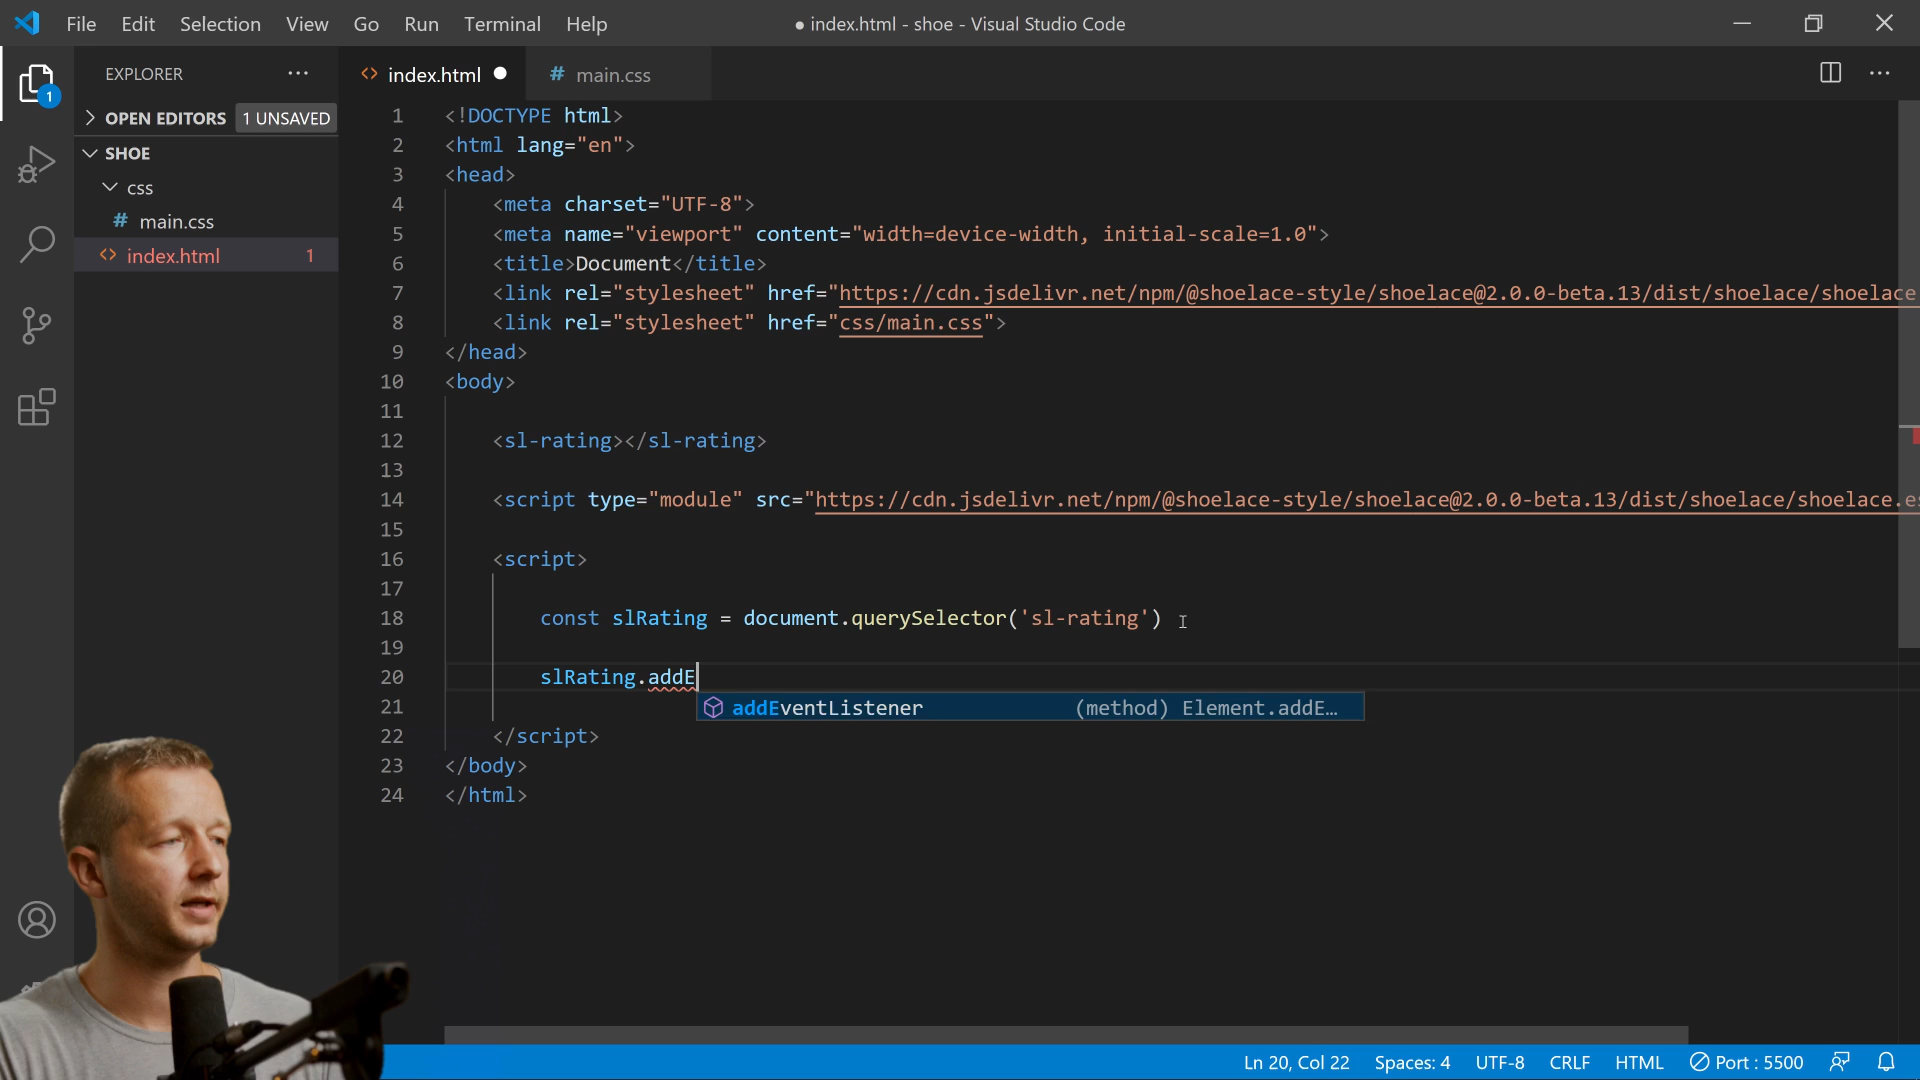 File Edit Selection View Go Run Terminal Help
● index.html - shoe - Visual Studio Code
EXPLORER
OPEN EDITORS 1 UNSAVED
SHOE
css
# main.css
<> index.html 1
1
<> index.html ●
# main.css
1 <!DOCTYPE html>
2 <html lang="en">
3 <head>
4 <meta charset="UTF-8">
5 <meta name="viewport" content="width=device-width, initial-scale=1.0">
6 <title>Document</title>
7 <link rel="stylesheet" href="https://cdn.jsdelivr.net/npm/@shoelace-style/shoelace@2.0.0-beta.13/dist/shoelace/shoelace
8 <link rel="stylesheet" href="css/main.css">
9 </head>
10 <body>
11
12 <sl-rating></sl-rating>
13
14 <script type="module" src="https://cdn.jsdelivr.net/npm/@shoelace-style/shoelace@2.0.0-beta.13/dist/shoelace/shoelace.e
15
16 <script>
17
18 const slRating = document.querySelector('sl-rating')
19
20 slRating.addE
21 addEventListener (method) Element.addE…
22 </script>
23 </body>
24 </html>
Ln 20, Col 22 Spaces: 4 UTF-8 CRLF HTML Port : 5500